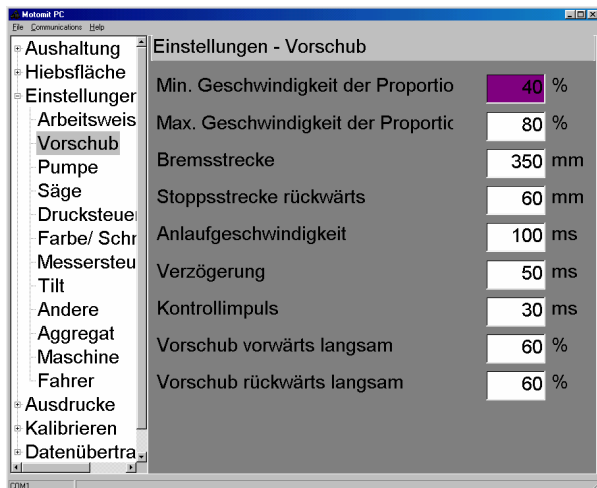 Motomit PC
File Communications Help
Aushaltung
Hiebsfläche
Einstellunger
Arbeitsweis
Vorschub
Pumpe
Säge
Drucksteuer
Farbe/ Schr
Messersteu
Tilt
Andere
Aggregat
Maschine
Fahrer
Ausdrucke
Kalibrieren
Datenübertra
Einstellungen - Vorschub
Min. Geschwindigkeit der Proportio 40 %
Max. Geschwindigkeit der Proportic 80 %
Bremsstrecke 350 mm
Stoppsstrecke rückwärts 60 mm
Anlaufgeschwindigkeit 100 ms
Verzögerung 50 ms
Kontrollimpuls 30 ms
Vorschub vorwärts langsam 60 %
Vorschub rückwärts langsam 60 %
COM1